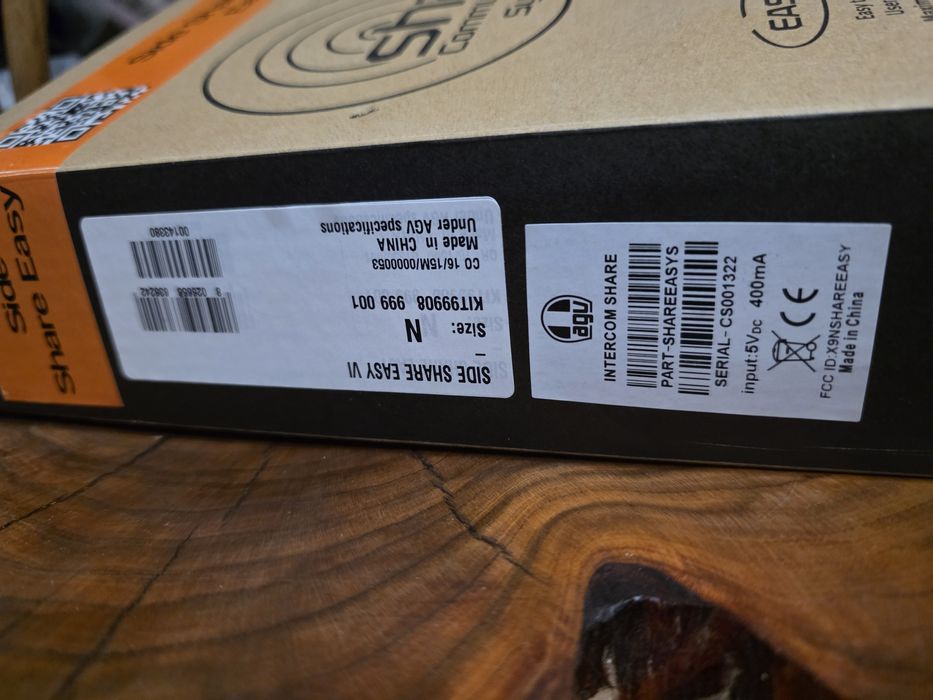 Side
Share Easy
EASY
SIDE SHARE EASY VI
–
Size: N
KIT99908 999 001
CO 16/15M/0000053
Made in CHINA
Under AGV specifications
00143380
agv
INTERCOM SHARE
PART-SHAREEASYS
SERIAL-CS001322
input:5VDC 400mA
CE
FCC ID:X9NSHAREEASY
Made in China